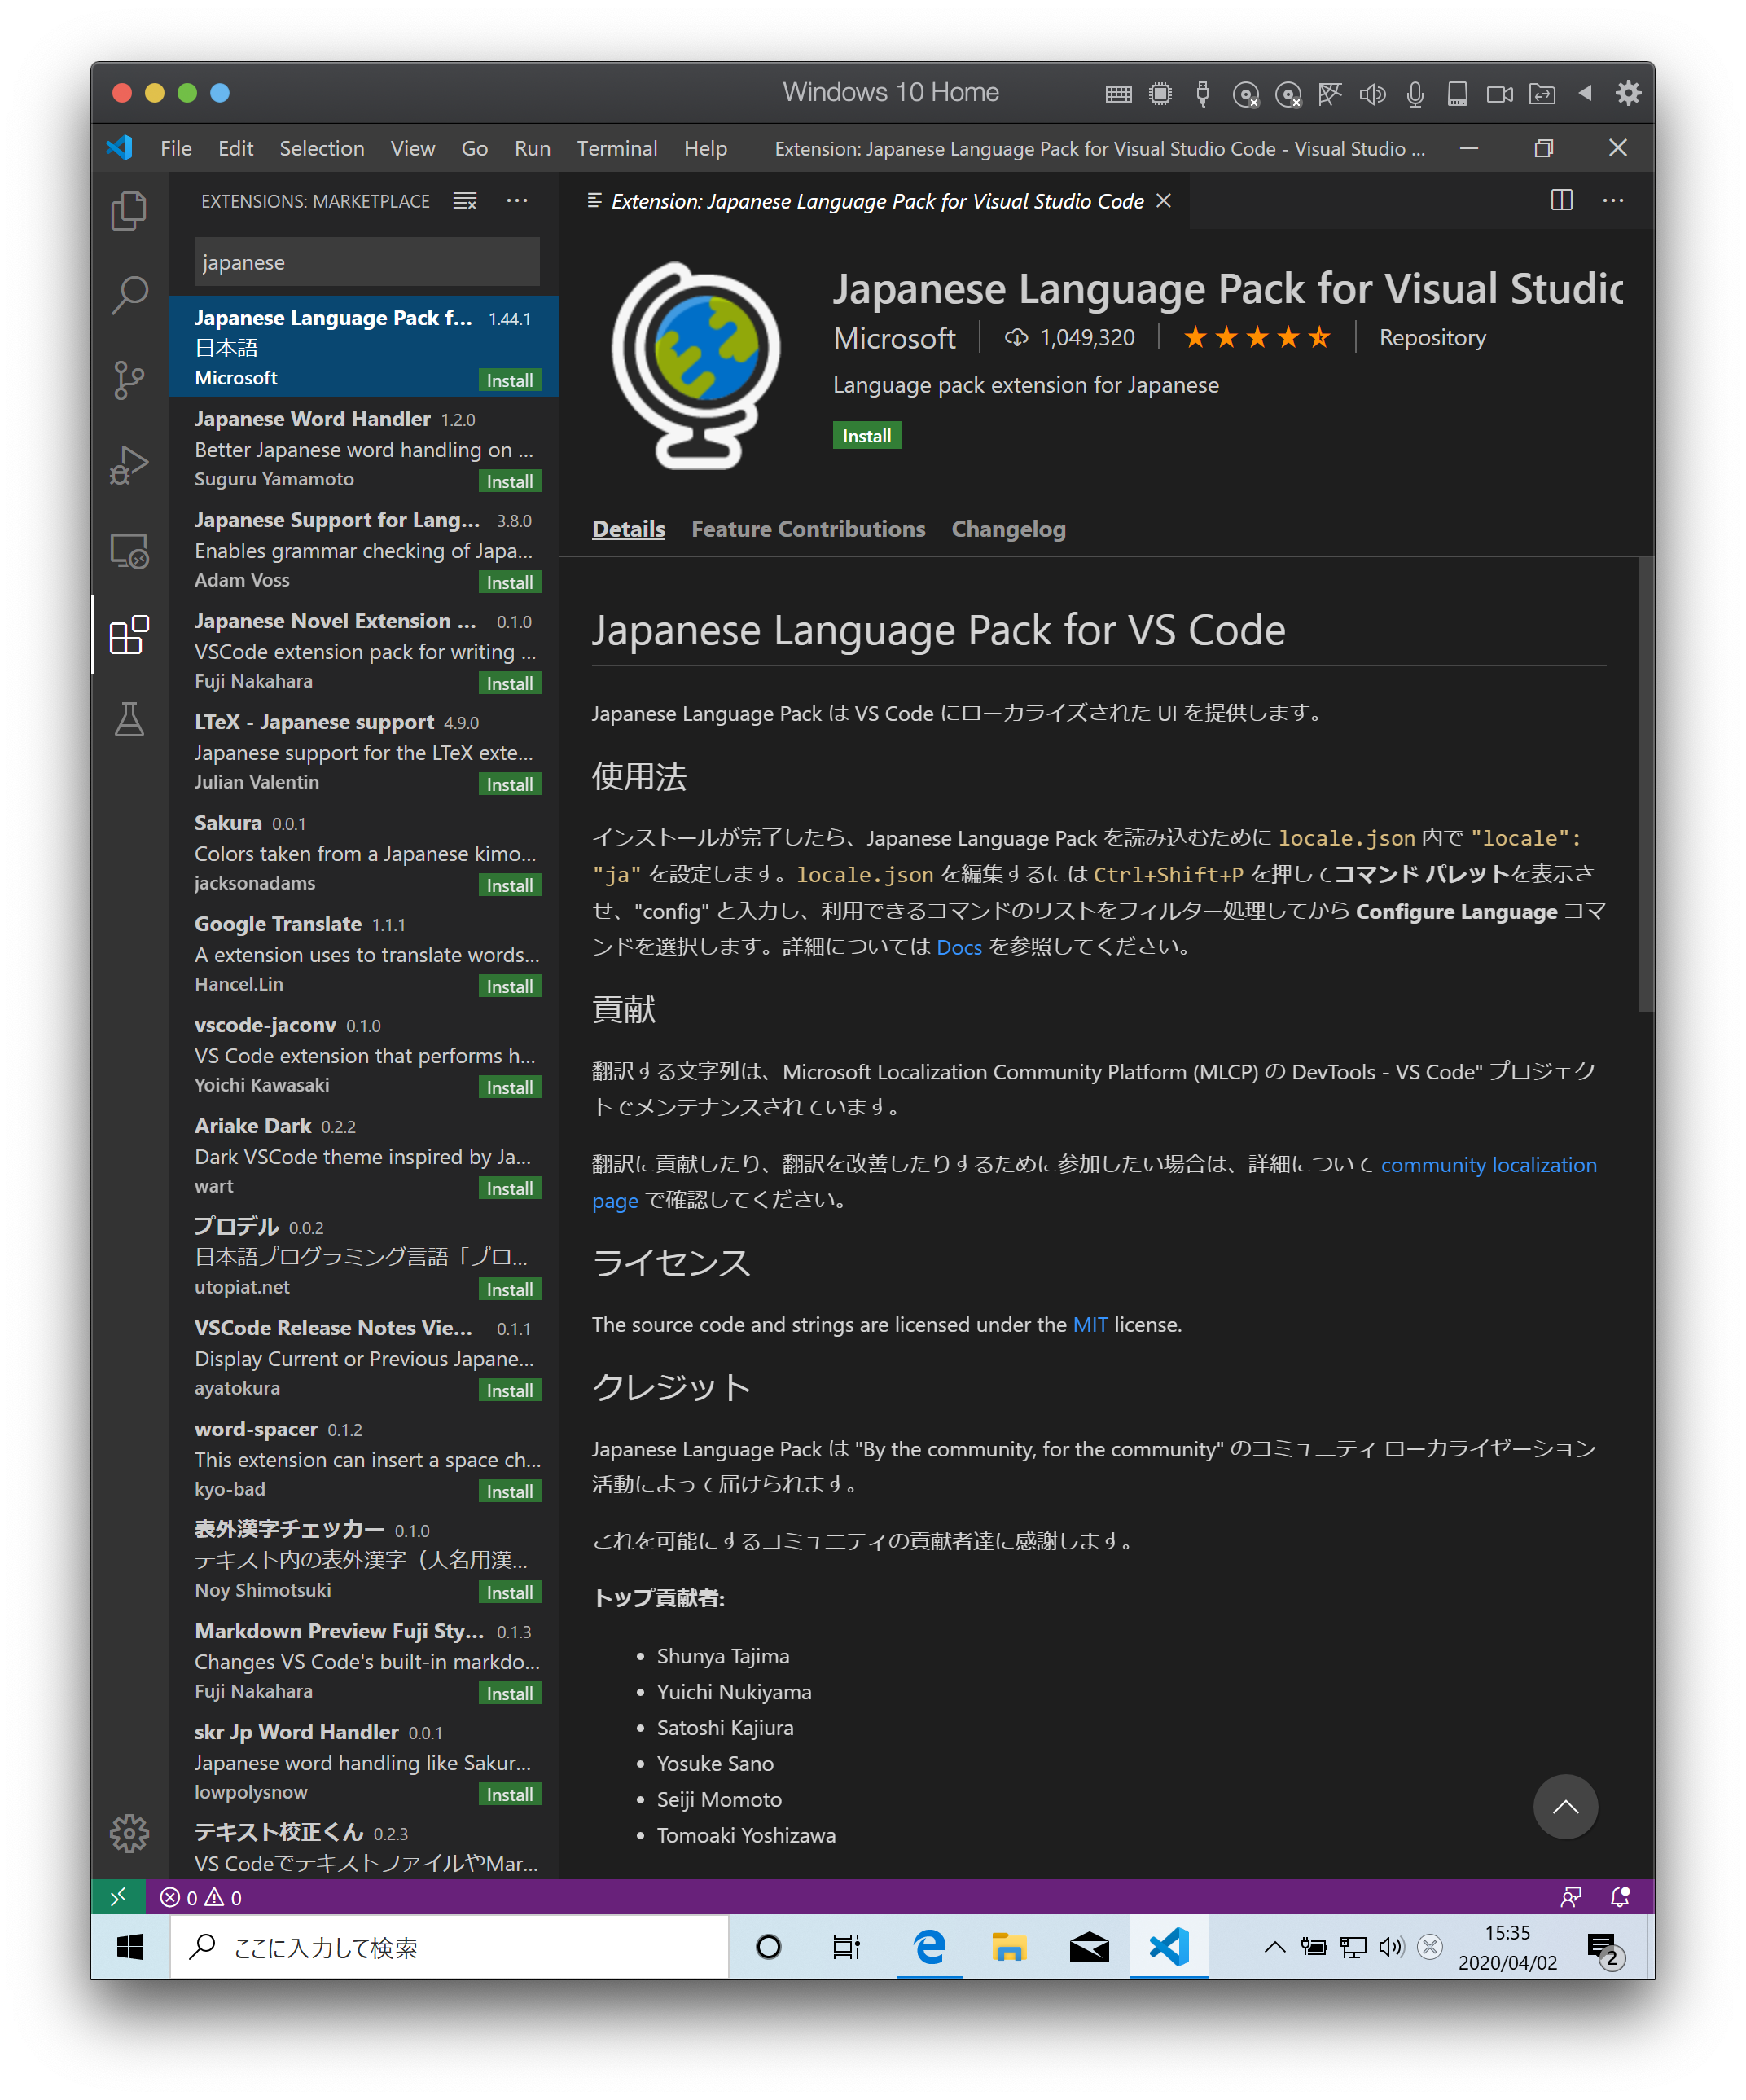 Windows 10 Home
File Edit Selection View Go Run Terminal Help Extension: Japanese Language Pack for Visual Studio Code - Visual Studio ...
EXTENSIONS: MARKETPLACE
japanese
Japanese Language Pack f... 1.44.1
日本語
Microsoft Install
Japanese Word Handler 1.2.0
Better Japanese word handling on ...
Suguru Yamamoto Install
Japanese Support for Lang... 3.8.0
Enables grammar checking of Japa...
Adam Voss Install
Japanese Novel Extension ... 0.1.0
VSCode extension pack for writing ...
Fuji Nakahara Install
LTeX - Japanese support 4.9.0
Japanese support for the LTeX exte...
Julian Valentin Install
Sakura 0.0.1
Colors taken from a Japanese kimo...
jacksonadams Install
Google Translate 1.1.1
A extension uses to translate words...
Hancel.Lin Install
vscode-jaconv 0.1.0
VS Code extension that performs h...
Yoichi Kawasaki Install
Ariake Dark 0.2.2
Dark VSCode theme inspired by Ja...
wart Install
プロデル 0.0.2
日本語プログラミング言語「プロ...
utopiat.net Install
VSCode Release Notes Vie... 0.1.1
Display Current or Previous Japane...
ayatokura Install
word-spacer 0.1.2
This extension can insert a space ch...
kyo-bad Install
表外漢字チェッカー 0.1.0
テキスト内の表外漢字（人名用漢...
Noy Shimotsuki Install
Markdown Preview Fuji Sty... 0.1.3
Changes VS Code's built-in markdo...
Fuji Nakahara Install
skr Jp Word Handler 0.0.1
Japanese word handling like Sakur...
lowpolysnow Install
テキスト校正くん 0.2.3
VS CodeでテキストファイルやMar...
Extension: Japanese Language Pack for Visual Studio Code
Japanese Language Pack for Visual Studic
Microsoft 1,049,320 Repository
Language pack extension for Japanese
Install
Details Feature Contributions Changelog
Japanese Language Pack for VS Code
Japanese Language Pack は VS Code にローカライズされた UI を提供します。
使用法
インストールが完了したら、Japanese Language Pack を読み込むために locale.json 内で "locale":
"ja" を設定します。locale.json を編集するには Ctrl+Shift+P を押してコマンド パレットを表示さ
せ、"config" と入力し、利用できるコマンドのリストをフィルター処理してから Configure Language コマ
ンドを選択します。詳細については Docs を参照してください。
貢献
翻訳する文字列は、Microsoft Localization Community Platform (MLCP) の DevTools - VS Code" プロジェク
トでメンテナンスされています。
翻訳に貢献したり、翻訳を改善したりするために参加したい場合は、詳細について community localization
page で確認してください。
ライセンス
The source code and strings are licensed under the MIT license.
クレジット
Japanese Language Pack は "By the community, for the community" のコミュニティ ローカライゼーション
活動によって届けられます。
これを可能にするコミュニティの貢献者達に感謝します。
トップ貢献者:
• Shunya Tajima
• Yuichi Nukiyama
• Satoshi Kajiura
• Yosuke Sano
• Seiji Momoto
• Tomoaki Yoshizawa
0 0
ここに入力して検索
15:35
2020/04/02
2